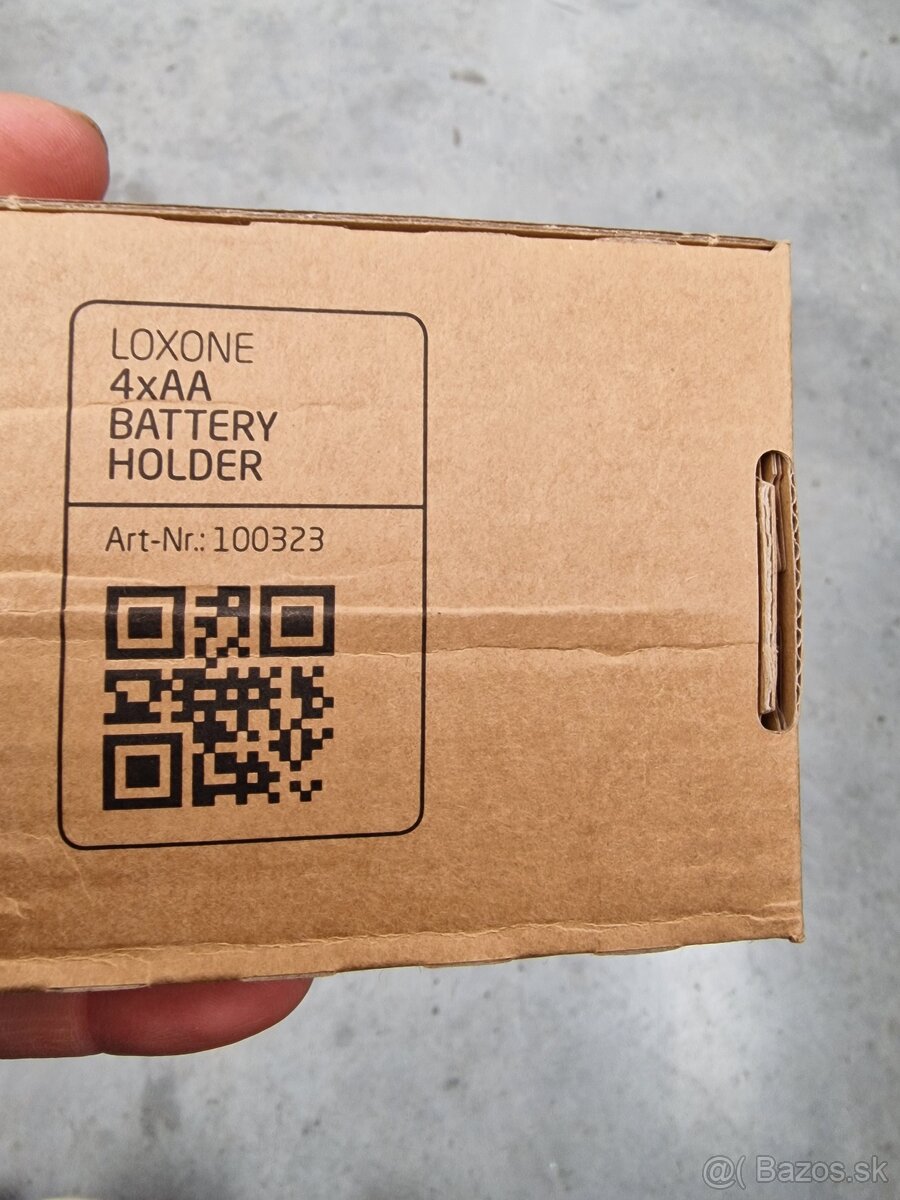 LOXONE
4xAA
BATTERY
HOLDER
Art-Nr.: 100323
@( Bazos.sk